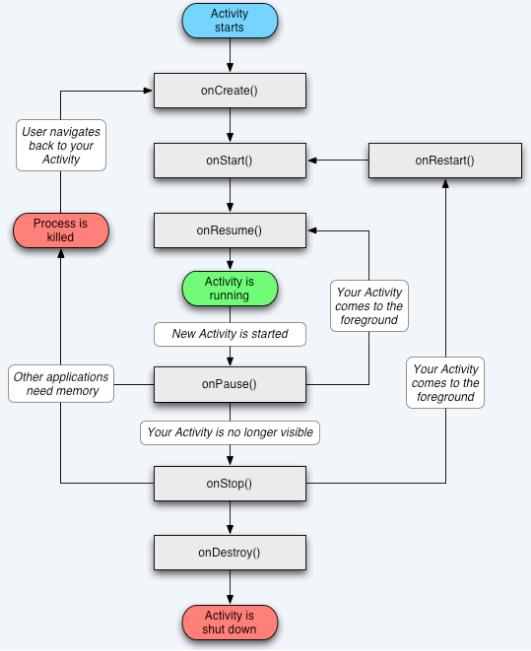 Activity
starts
onCreate()
User navigates
back to your
Activity
onStart()
onRestart()
Process is
killed
onResume()
Activity is
running
Your Activity
comes to the
foreground
New Activity is started
Other applications
need memory
onPause()
Your Activity
comes to the
foreground
Your Activity is no longer visible
onStop()
onDestroy()
Activity is
shut down